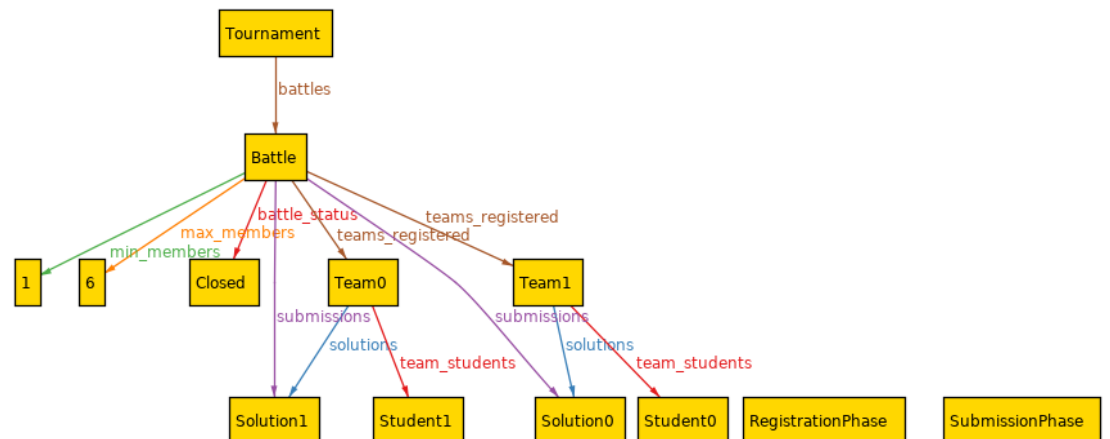 Tournament
battles
Battle
battle_status
teams_registered
max_members
teams_registered
min_members
1
6
Closed
Team0
Team1
submissions
submissions
solutions
solutions
team_students
team_students
Solution1
Student1
Solution0
Student0
RegistrationPhase
SubmissionPhase